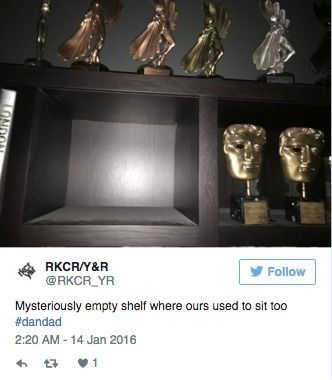 LONDON
RKCR/Y&R
@RKCR_YR
Follow
Mysteriously empty shelf where ours used to sit too
#dandad
2:20 AM - 14 Jan 2016
1